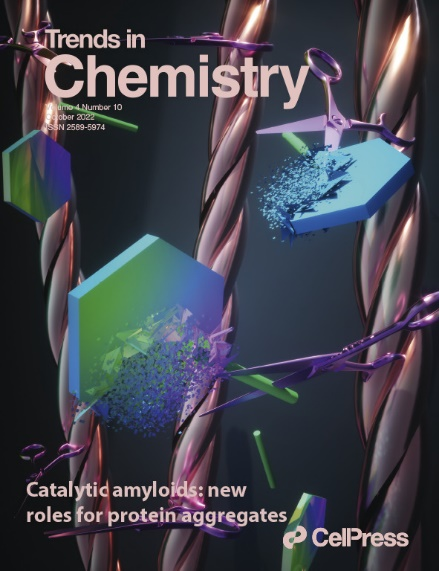 Trends in
Chemistry
Volume 4 Number 10
October 2022
ISSN 2589-5974
Catalytic amyloids: new
roles for protein aggregates
CelPress